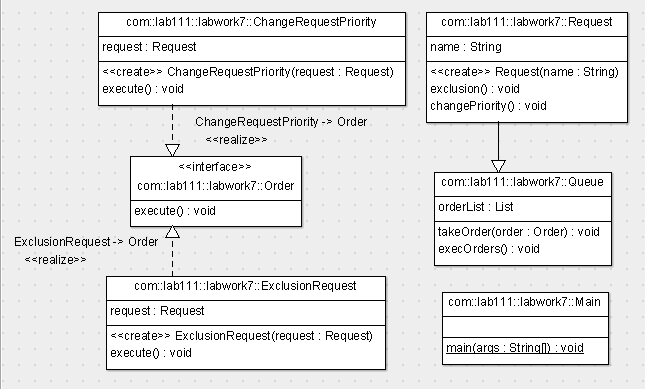 com::lab111::labwork7::ChangeRequestPriority
request : Request
<<create>> ChangeRequestPriority(request : Request)
execute() : void
ChangeRequestPriority -> Order
<<realize>>
<<interface>>
com::lab111::labwork7::Order
execute() : void
ExclusionRequest -> Order
<<realize>>
com::lab111::labwork7::ExclusionRequest
request : Request
<<create>> ExclusionRequest(request : Request)
execute() : void
com::lab111::labwork7::Request
name : String
<<create>> Request(name : String)
exclusion() : void
changePriority() : void
com::lab111::labwork7::Queue
orderList : List
takeOrder(order : Order) : void
execOrders() : void
com::lab111::labwork7::Main
main(args : String[]) : void